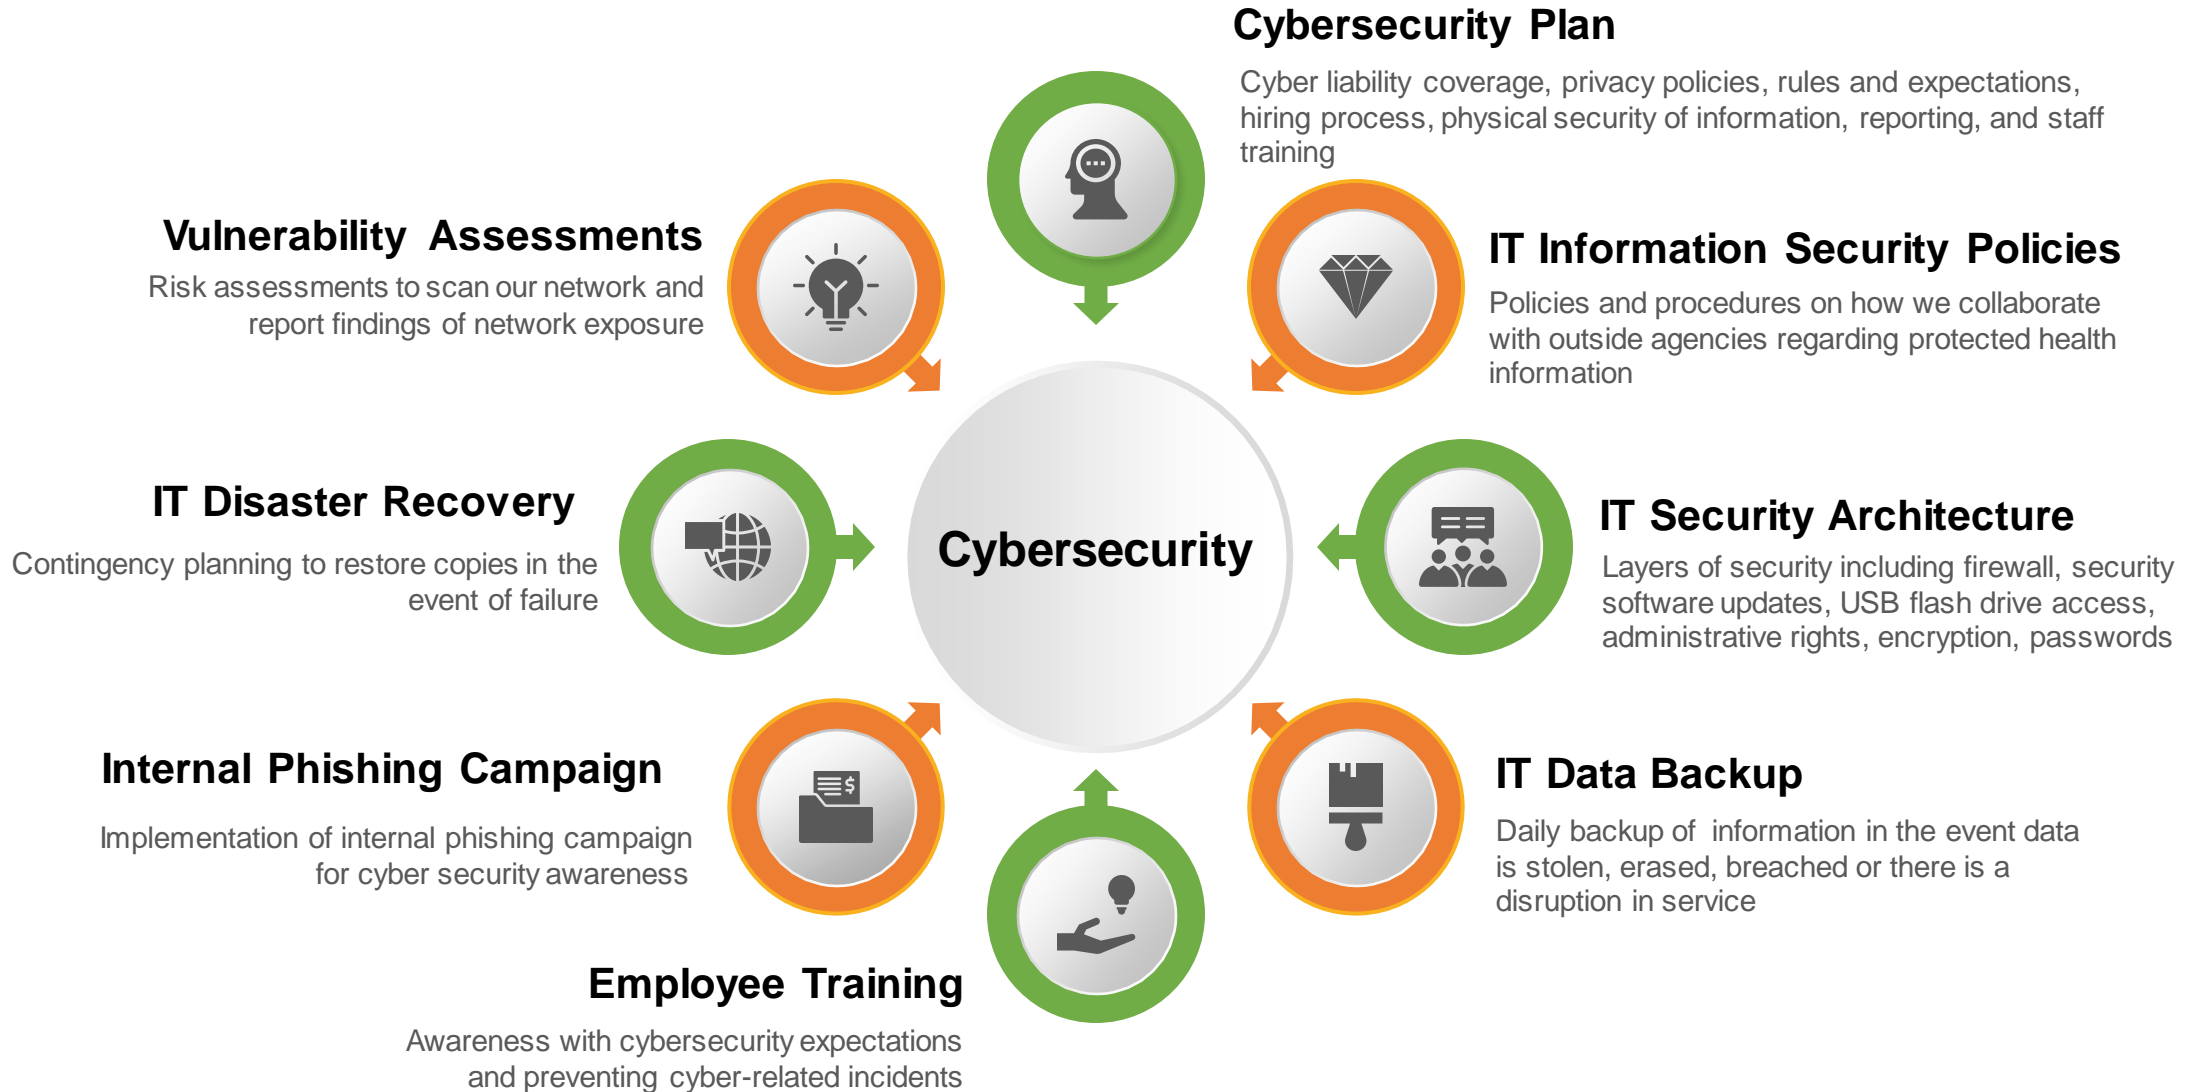 Cybersecurity Plan
Cyber liability coverage, privacy policies, rules and expectations,
hiring process, physical security of information, reporting, and staff
training
Vulnerability Assessments
Risk assessments to scan our network and
report findings of network exposure
IT Information Security Policies
Policies and procedures on how we collaborate
with outside agencies regarding protected health
information
IT Disaster Recovery
Contingency planning to restore copies in the
event of failure
Cybersecurity
IT Security Architecture
Layers of security including firewall, security
software updates, USB flash drive access,
administrative rights, encryption, passwords
Internal Phishing Campaign
Implementation of internal phishing campaign
for cyber security awareness
$
IT Data Backup
Daily backup of information in the event data
is stolen, erased, breached or there is a
disruption in service
Employee Training
Awareness with cybersecurity expectations
and preventing cyber-related incidents